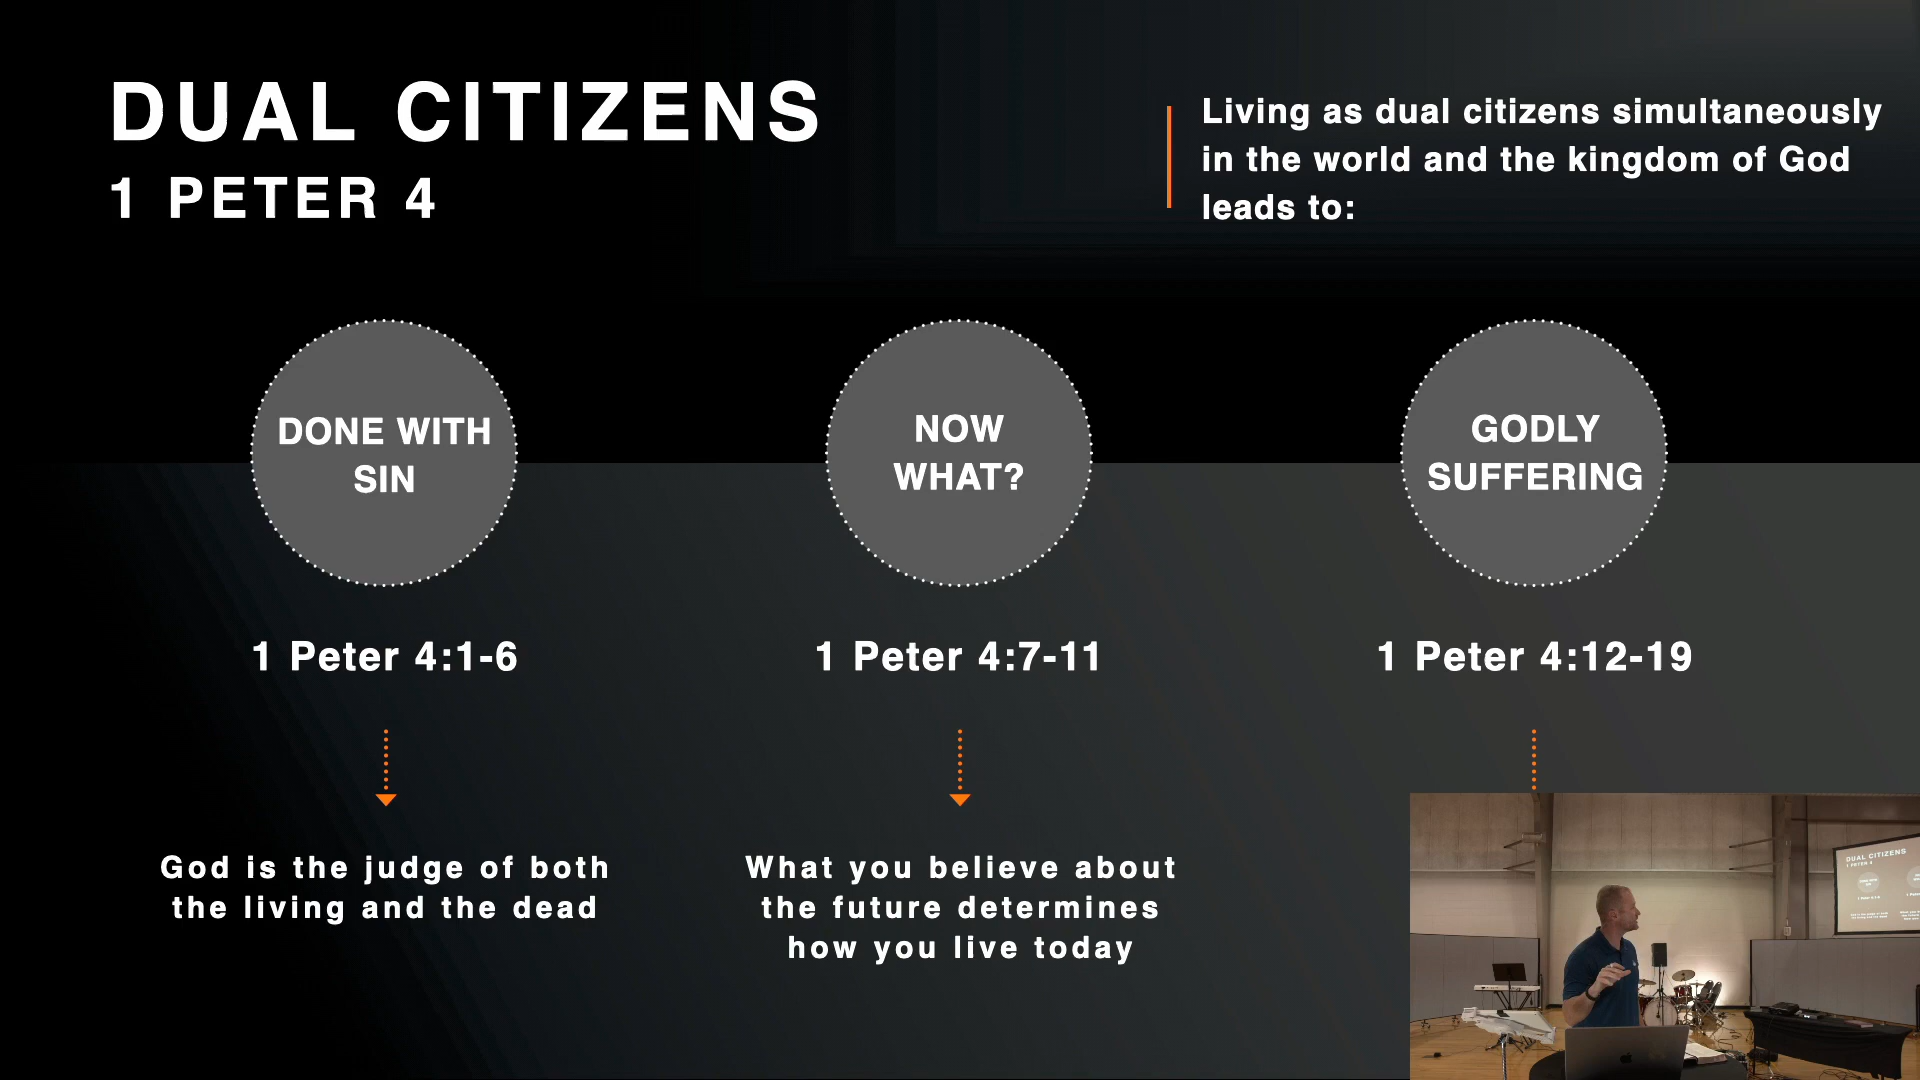 DUAL CITIZENS
1 PETER 4
Living as dual citizens simultaneously
in the world and the kingdom of God
leads to:
DONE WITH
SIN
NOW
WHAT?
GODLY
SUFFERING
1 Peter 4:1-6
1 Peter 4:7-11
1 Peter 4:12-19
God is the judge of both
the living and the dead
What you believe about
the future determines
how you live today
DUAL CITIZENS
1 PETER 4